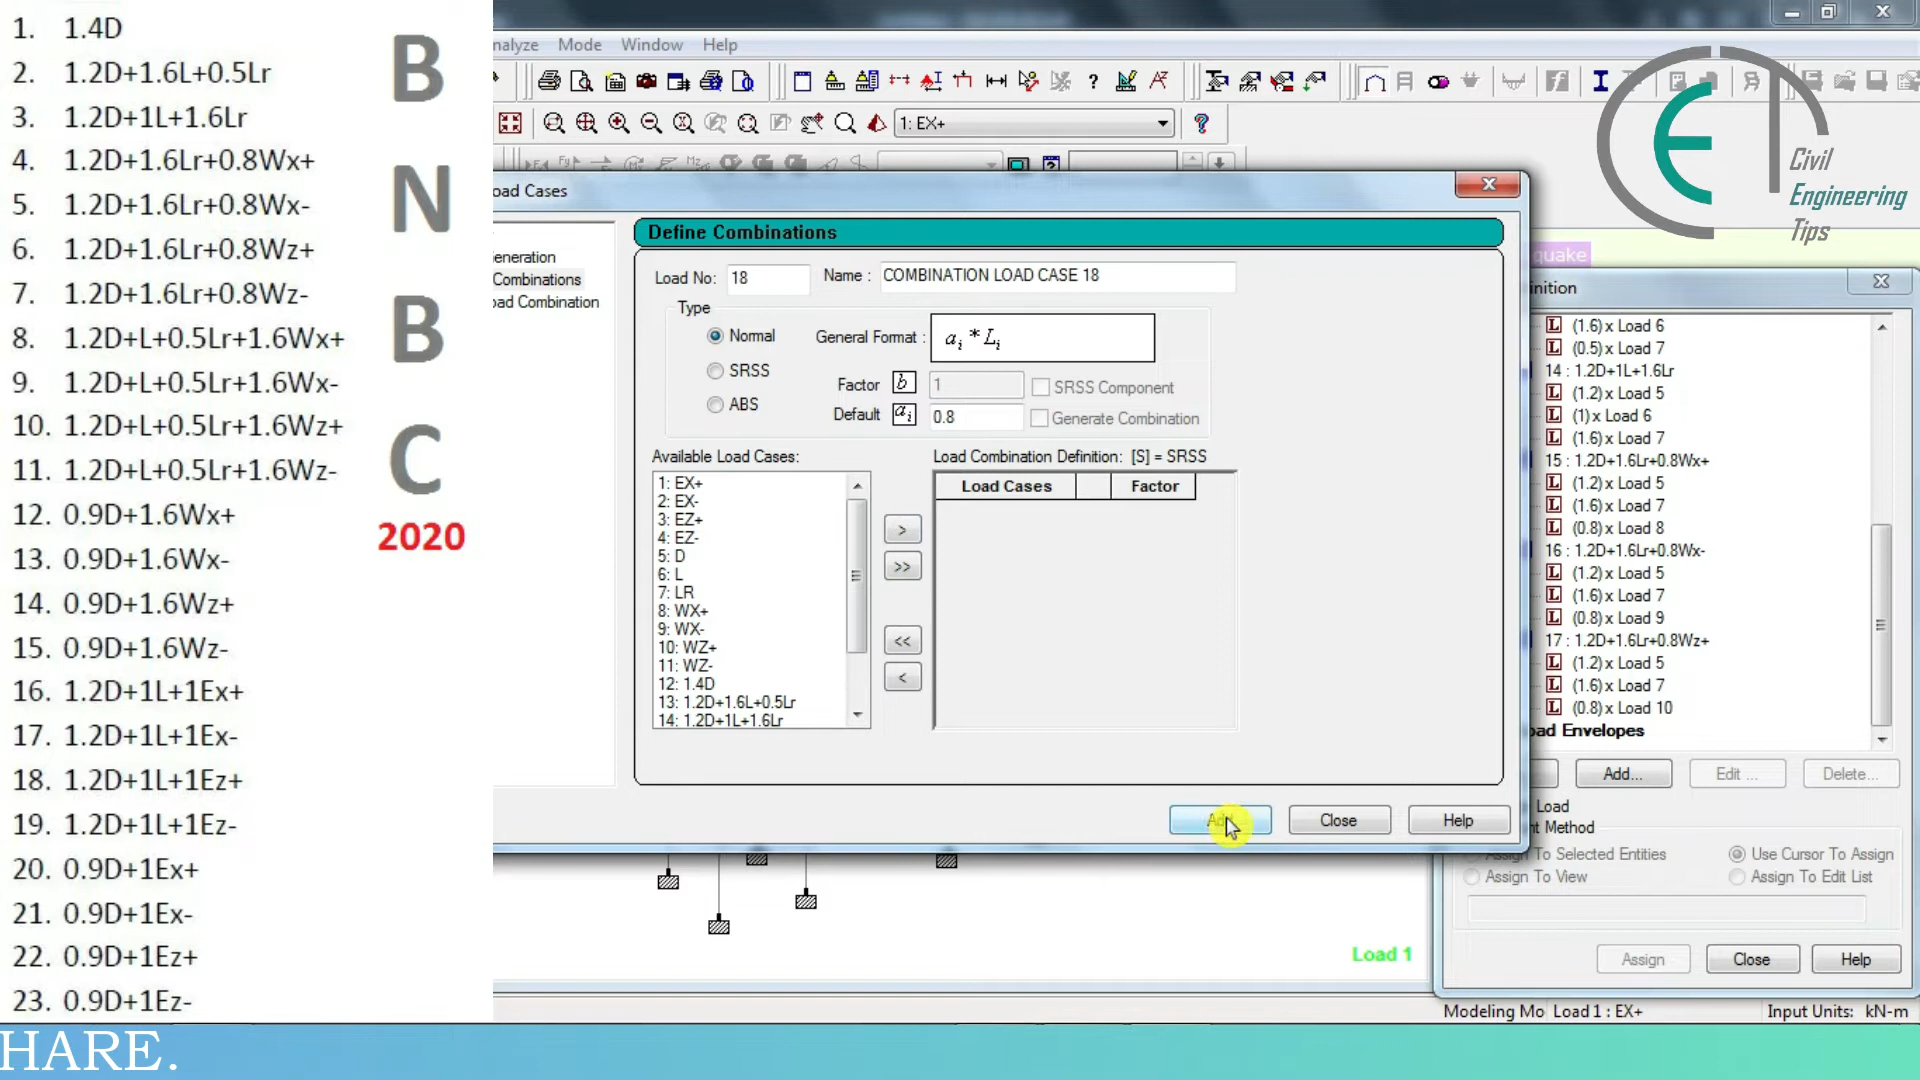 1. 1.4D
2. 1.2D+1.6L+0.5Lr
3. 1.2D+1L+1.6Lr
4. 1.2D+1.6Lr+0.8Wx+
5. 1.2D+1.6Lr+0.8Wx-
6. 1.2D+1.6Lr+0.8Wz+
7. 1.2D+1.6Lr+0.8Wz-
8. 1.2D+L+0.5Lr+1.6Wx+
9. 1.2D+L+0.5Lr+1.6Wx-
10. 1.2D+L+0.5Lr+1.6Wz+
11. 1.2D+L+0.5Lr+1.6Wz-
12. 0.9D+1.6Wx+
13. 0.9D+1.6Wx-
14. 0.9D+1.6Wz+
15. 0.9D+1.6Wz-
16. 1.2D+1L+1Ex+
17. 1.2D+1L+1Ex-
18. 1.2D+1L+1Ez+
19. 1.2D+1L+1Ez-
20. 0.9D+1Ex+
21. 0.9D+1Ex-
22. 0.9D+1Ez+
23. 0.9D+1Ez-
B
N
B
C
2020
nalyze Mode Window Help
1: EX+
Civil
Engineering
Tips
oad Cases
eneration
Combinations
oad Combination
Define Combinations
Load No: 18 Name : COMBINATION LOAD CASE 18
Type
Normal General Format : ai * Li
SRSS Factor b 1 SRSS Component
ABS Default ai 0.8 Generate Combination
Available Load Cases:
1: EX+
2: EX-
3: EZ+
4: EZ-
5: D
6: L
7: LR
8: WX+
9: WX-
10: WZ+
11: WZ-
12: 1.4D
13: 1.2D+1.6L+0.5Lr
14: 1.2D+1L+1.6Lr
>
>>
<<
<
Load Combination Definition: [S] = SRSS
Load Cases Factor
Close Help
quake
inition
(1.6) x Load 6
(0.5) x Load 7
14 : 1.2D+1L+1.6Lr
(1.2) x Load 5
(1) x Load 6
(1.6) x Load 7
15 : 1.2D+1.6Lr+0.8Wx+
(1.2) x Load 5
(1.6) x Load 7
(0.8) x Load 8
16 : 1.2D+1.6Lr+0.8Wx-
(1.2) x Load 5
(1.6) x Load 7
(0.8) x Load 9
17 : 1.2D+1.6Lr+0.8Wz+
(1.2) x Load 5
(1.6) x Load 7
(0.8) x Load 10
oad Envelopes
Add... Edit ... Delete...
Load
nt Method
Assign To Selected Entities Use Cursor To Assign
Assign To View Assign To Edit List
Assign Close Help
Load 1
Modeling Mo Load 1 : EX+ Input Units: kN-m
HARE.